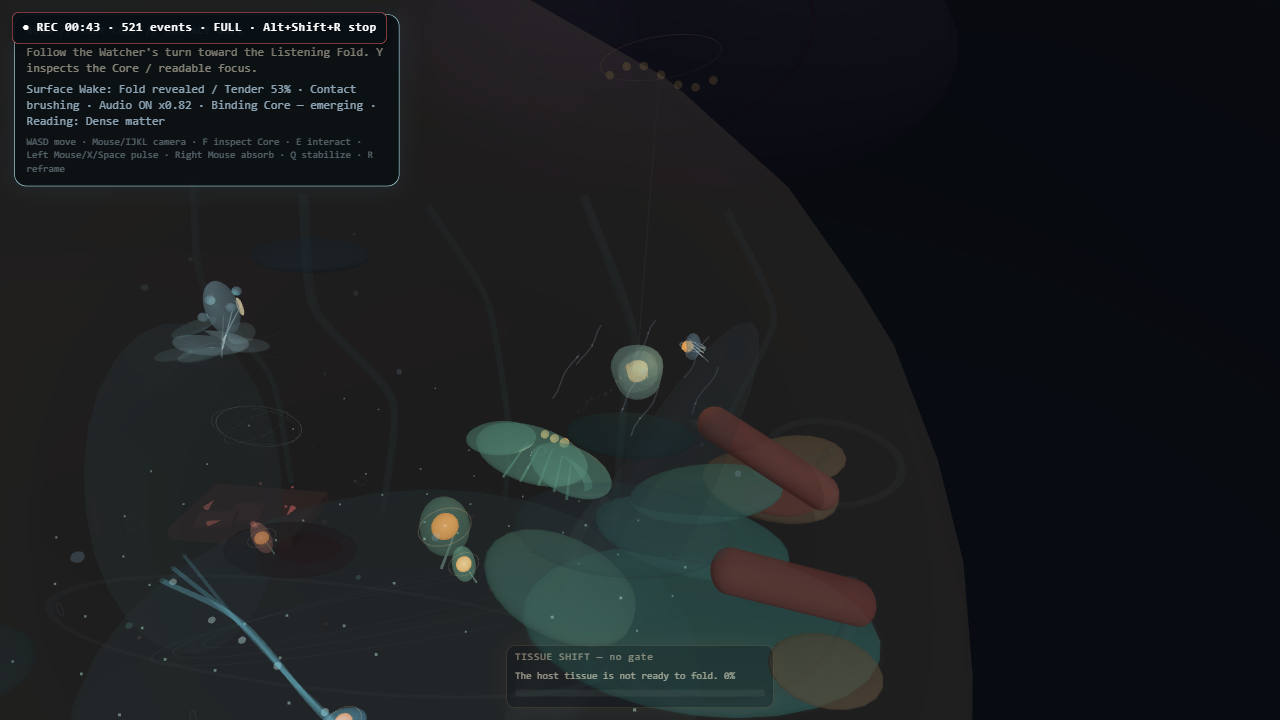 ● REC 00:43 · 521 events · FULL · Alt+Shift+R stop
Follow the Watcher's turn toward the Listening Fold. Y
inspects the Core / readable focus.
Surface Wake: Fold revealed / Tender 53% · Contact
brushing · Audio ON x0.82 · Binding Core — emerging ·
Reading: Dense matter
WASD move · Mouse/IJKL camera · F inspect Core · E interact ·
Left Mouse/X/Space pulse · Right Mouse absorb · Q stabilize · R
reframe
TISSUE SHIFT — no gate
The host tissue is not ready to fold. 0%